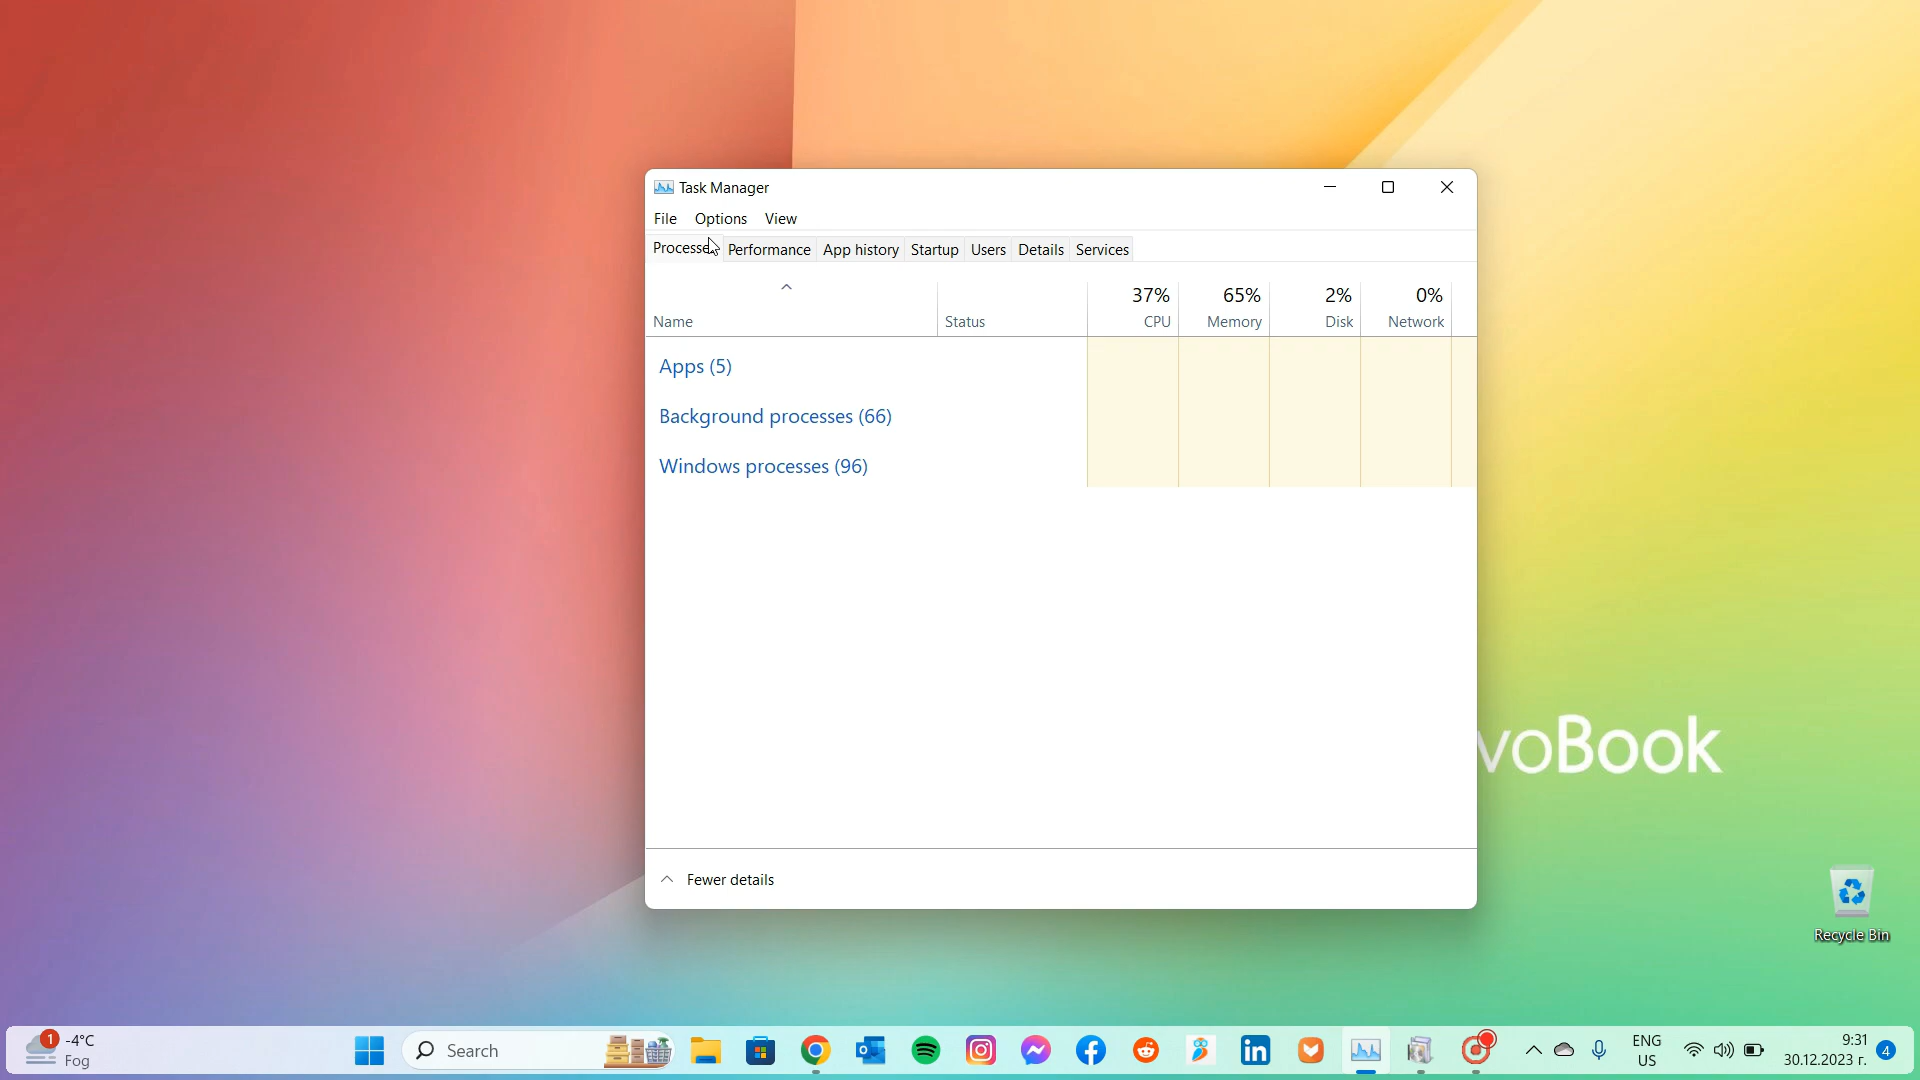 Task Manager
File Options View
Processe Performance App history Startup Users Details Services
37% 65% 2% 0%
Name Status CPU Memory Disk Network
Apps (5)
Background processes (66)
Windows processes (96)
voBook
Fewer details
Recycle Bin
1 -4°C
Fog
Search
ENG
US
9:31
30.12.2023 г.
4